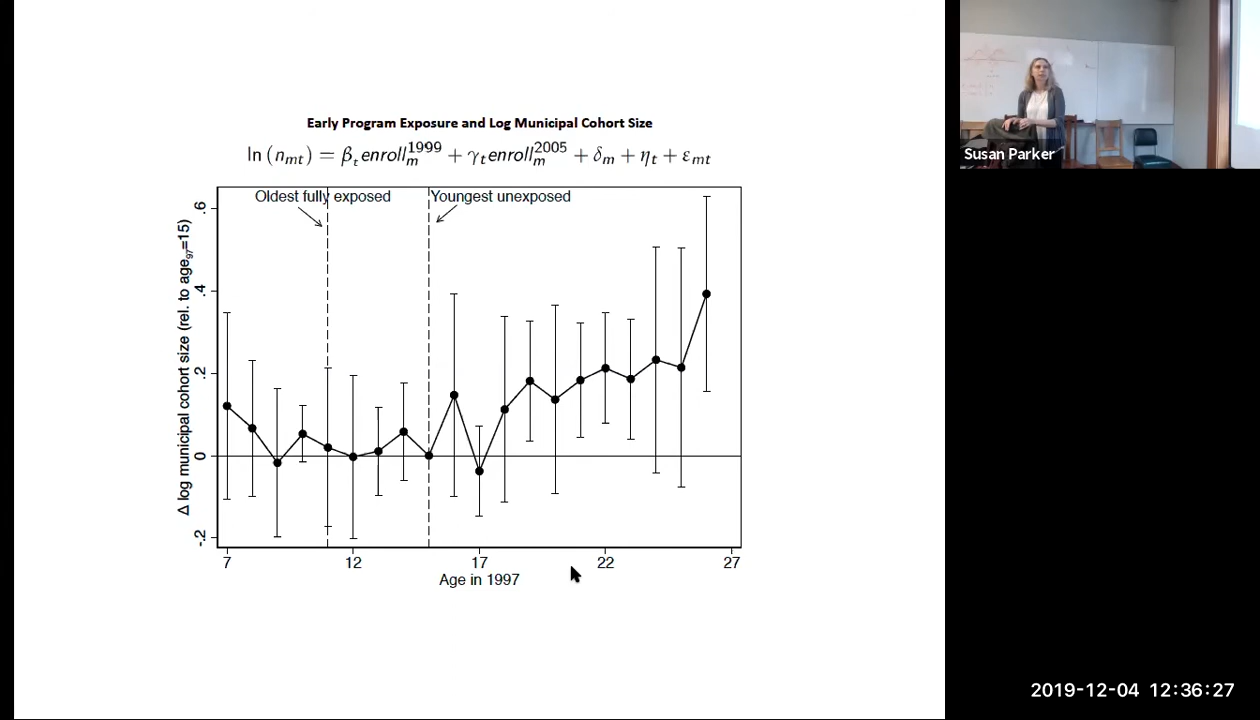 Early Program Exposure and Log Municipal Cohort Size
ln (n_mt) = β_t enroll_m^1999 + γ_t enroll_m^2005 + δ_m + η_t + ε_mt
Oldest fully exposed
Youngest unexposed
Δ log municipal cohort size (rel. to age_97=15)
.6
.4
.2
0
-.2
7 12 17 22 27
Age in 1997
Susan Parker
2019-12-04 12:36:27